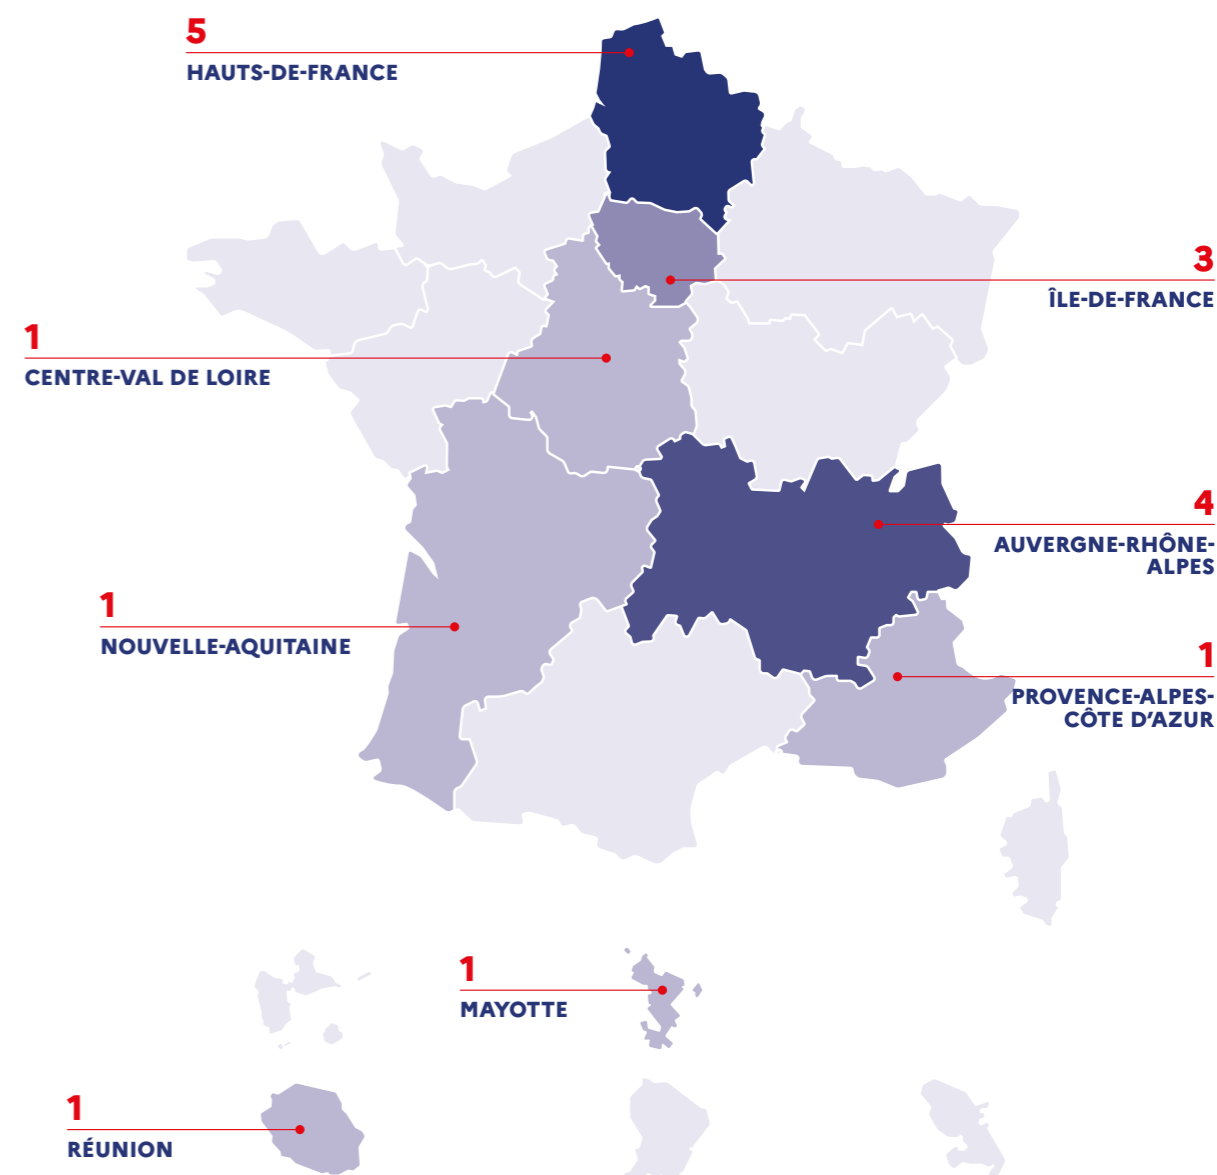 5
HAUTS-DE-FRANCE
3
ÎLE-DE-FRANCE
1
CENTRE-VAL DE LOIRE
4
AUVERGNE-RHÔNE-
ALPES
1
NOUVELLE-AQUITAINE
1
PROVENCE-ALPES-
CÔTE D’AZUR
1
MAYOTTE
1
RÉUNION